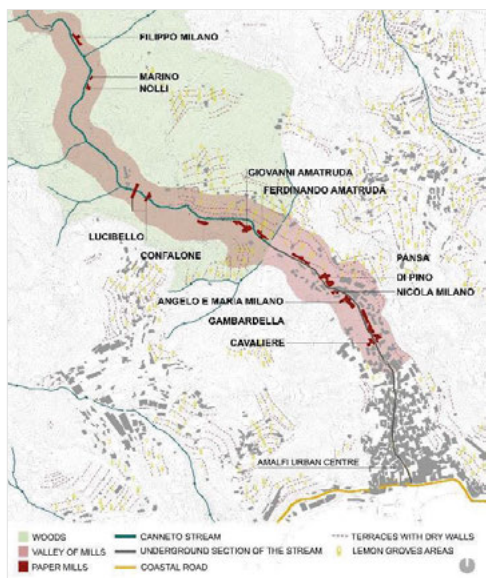 FILIPPO MILANO
MARINO
NOLLI
GIOVANNI AMATRUDA
FERDINANDO AMATRUDA
LUCIBELLO
CONFALONE
PANSA
DI PINO
NICOLA MILANO
ANGELO E MARIA MILANO
GAMBARDELLA
CAVALIERE
AMALFI URBAN CENTRE
WOODS
CANNETO STREAM
TERRACES WITH DRY WALLS
VALLEY OF MILLS
UNDERGROUND SECTION OF THE STREAM
LEMON GROVES AREAS
PAPER MILLS
COASTAL ROAD